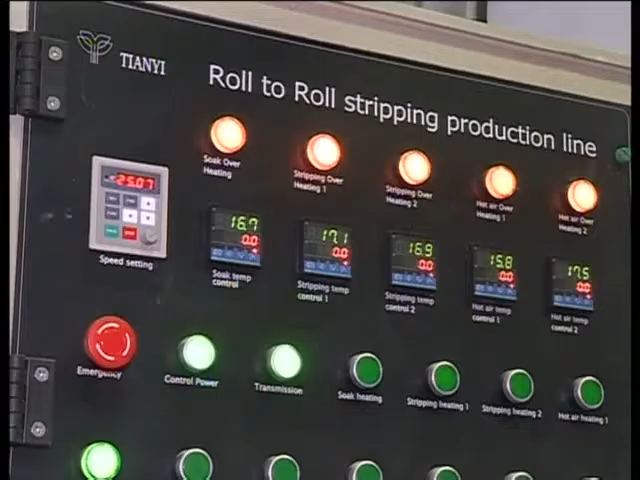 TIANYI
Roll to Roll stripping production line
Soak Over
Heating
Stripping Over
Heating 1
Stripping Over
Heating 2
Hot air Over
Heating 1
Hot air Over
Heating 2
25.07
Speed setting
16.7
0.0
Soak temp
control
17.1
0.0
Stripping temp
control 1
16.9
0.0
Stripping temp
control 2
15.8
0.0
Hot air temp
control 1
17.5
0.0
Hot air temp
control 2
Emergency
Control Power
Transmission
Soak heating
Stripping heating 1
Stripping heating 2
Hot air heating 1